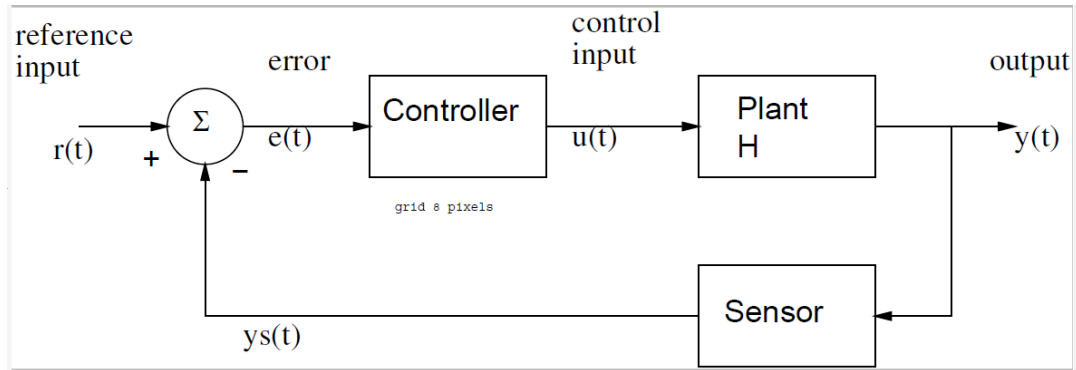 reference
input
error
control
input
output
Σ
Controller
Plant
H
r(t)
+
−
e(t)
u(t)
y(t)
grid 8 pixels
Sensor
ys(t)